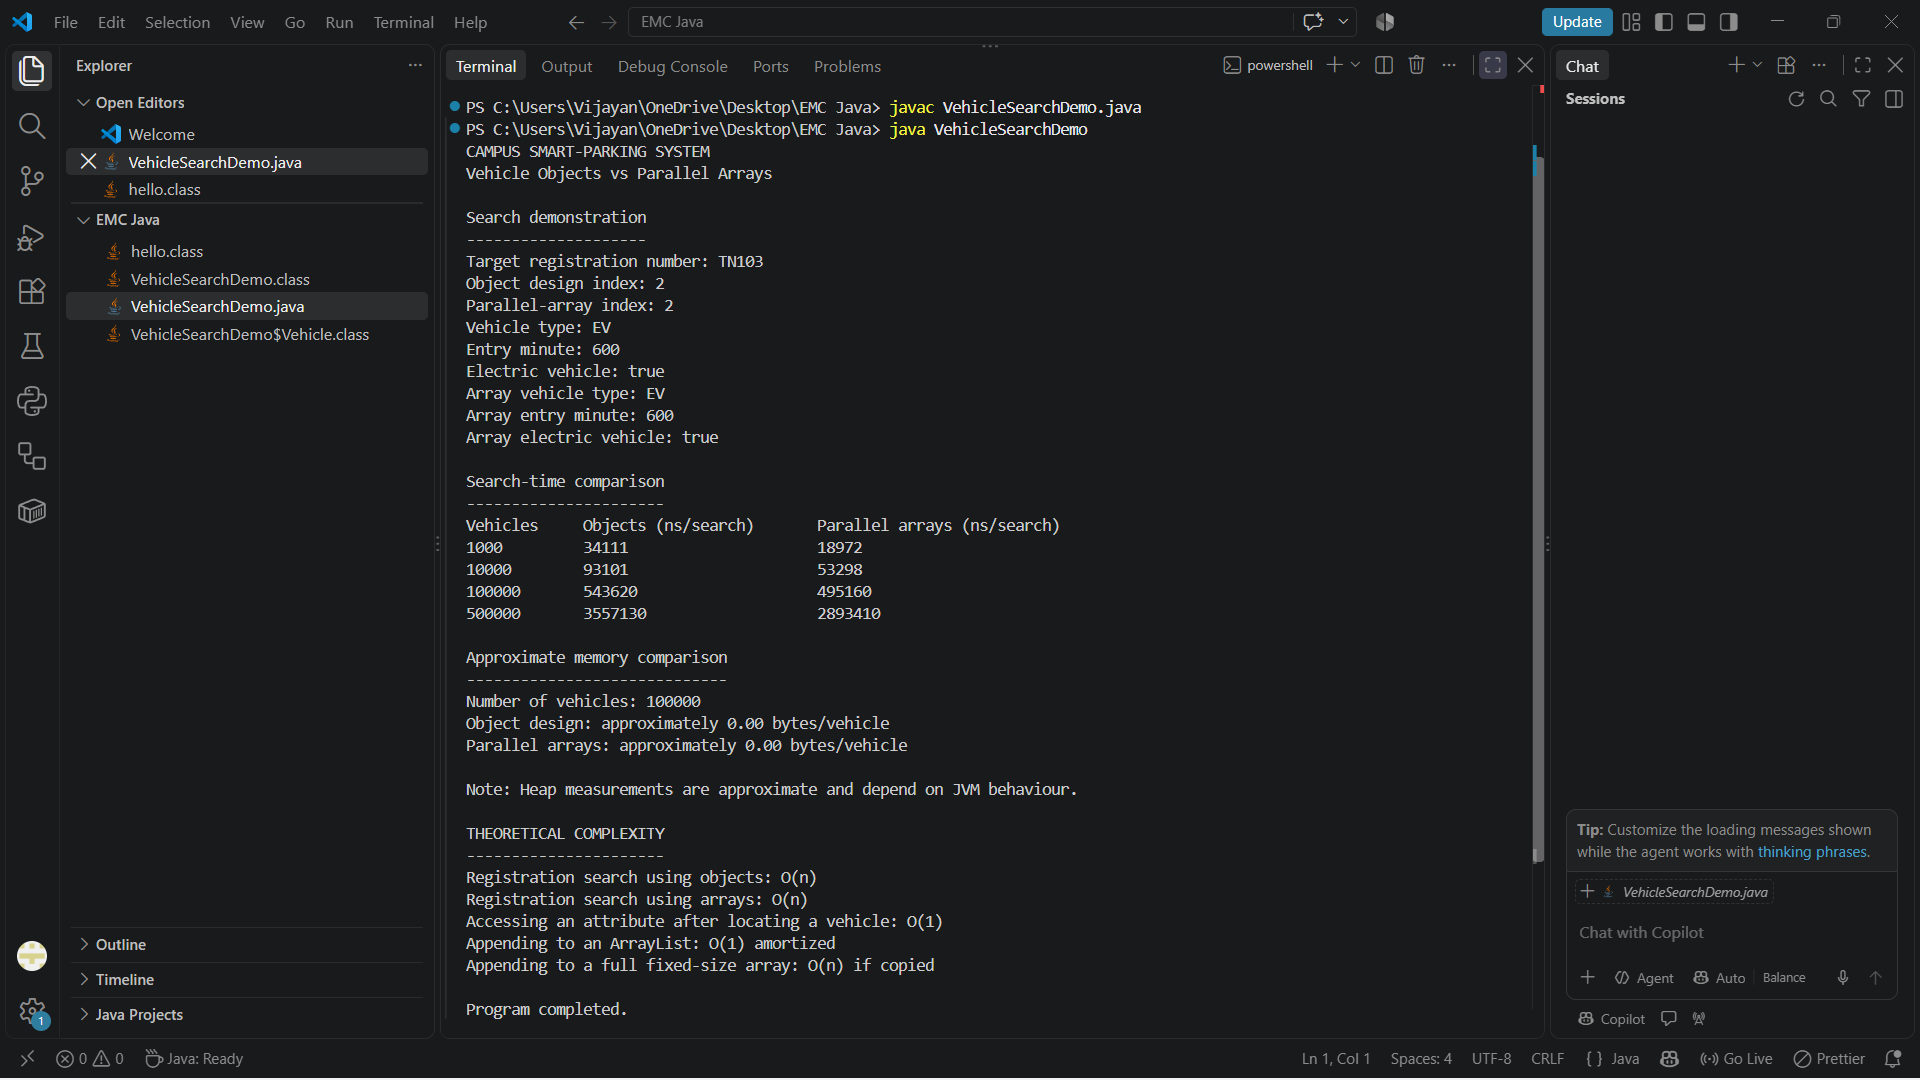 File Edit Selection View Go Run Terminal Help
EMC Java
Update
Explorer
Open Editors
Welcome
VehicleSearchDemo.java
hello.class
EMC Java
hello.class
VehicleSearchDemo.class
VehicleSearchDemo.java
VehicleSearchDemo$Vehicle.class
Outline
Timeline
Java Projects
1
Terminal Output Debug Console Ports Problems
powershell
PS C:\Users\Vijayan\OneDrive\Desktop\EMC Java> javac VehicleSearchDemo.java
PS C:\Users\Vijayan\OneDrive\Desktop\EMC Java> java VehicleSearchDemo
CAMPUS SMART-PARKING SYSTEM
Vehicle Objects vs Parallel Arrays
Search demonstration
--------------------
Target registration number: TN103
Object design index: 2
Parallel-array index: 2
Vehicle type: EV
Entry minute: 600
Electric vehicle: true
Array vehicle type: EV
Array entry minute: 600
Array electric vehicle: true
Search-time comparison
----------------------
Vehicles Objects (ns/search) Parallel arrays (ns/search)
1000 34111 18972
10000 93101 53298
100000 543620 495160
500000 3557130 2893410
Approximate memory comparison
-----------------------------
Number of vehicles: 100000
Object design: approximately 0.00 bytes/vehicle
Parallel arrays: approximately 0.00 bytes/vehicle
Note: Heap measurements are approximate and depend on JVM behaviour.
THEORETICAL COMPLEXITY
----------------------
Registration search using objects: O(n)
Registration search using arrays: O(n)
Accessing an attribute after locating a vehicle: O(1)
Appending to an ArrayList: O(1) amortized
Appending to a full fixed-size array: O(n) if copied
Program completed.
Chat
Sessions
Tip: Customize the loading messages shown
while the agent works with thinking phrases.
VehicleSearchDemo.java
Chat with Copilot
Agent Auto Balance
Copilot
0 0 Java: Ready
Ln 1, Col 1 Spaces: 4 UTF-8 CRLF { } Java Go Live Prettier